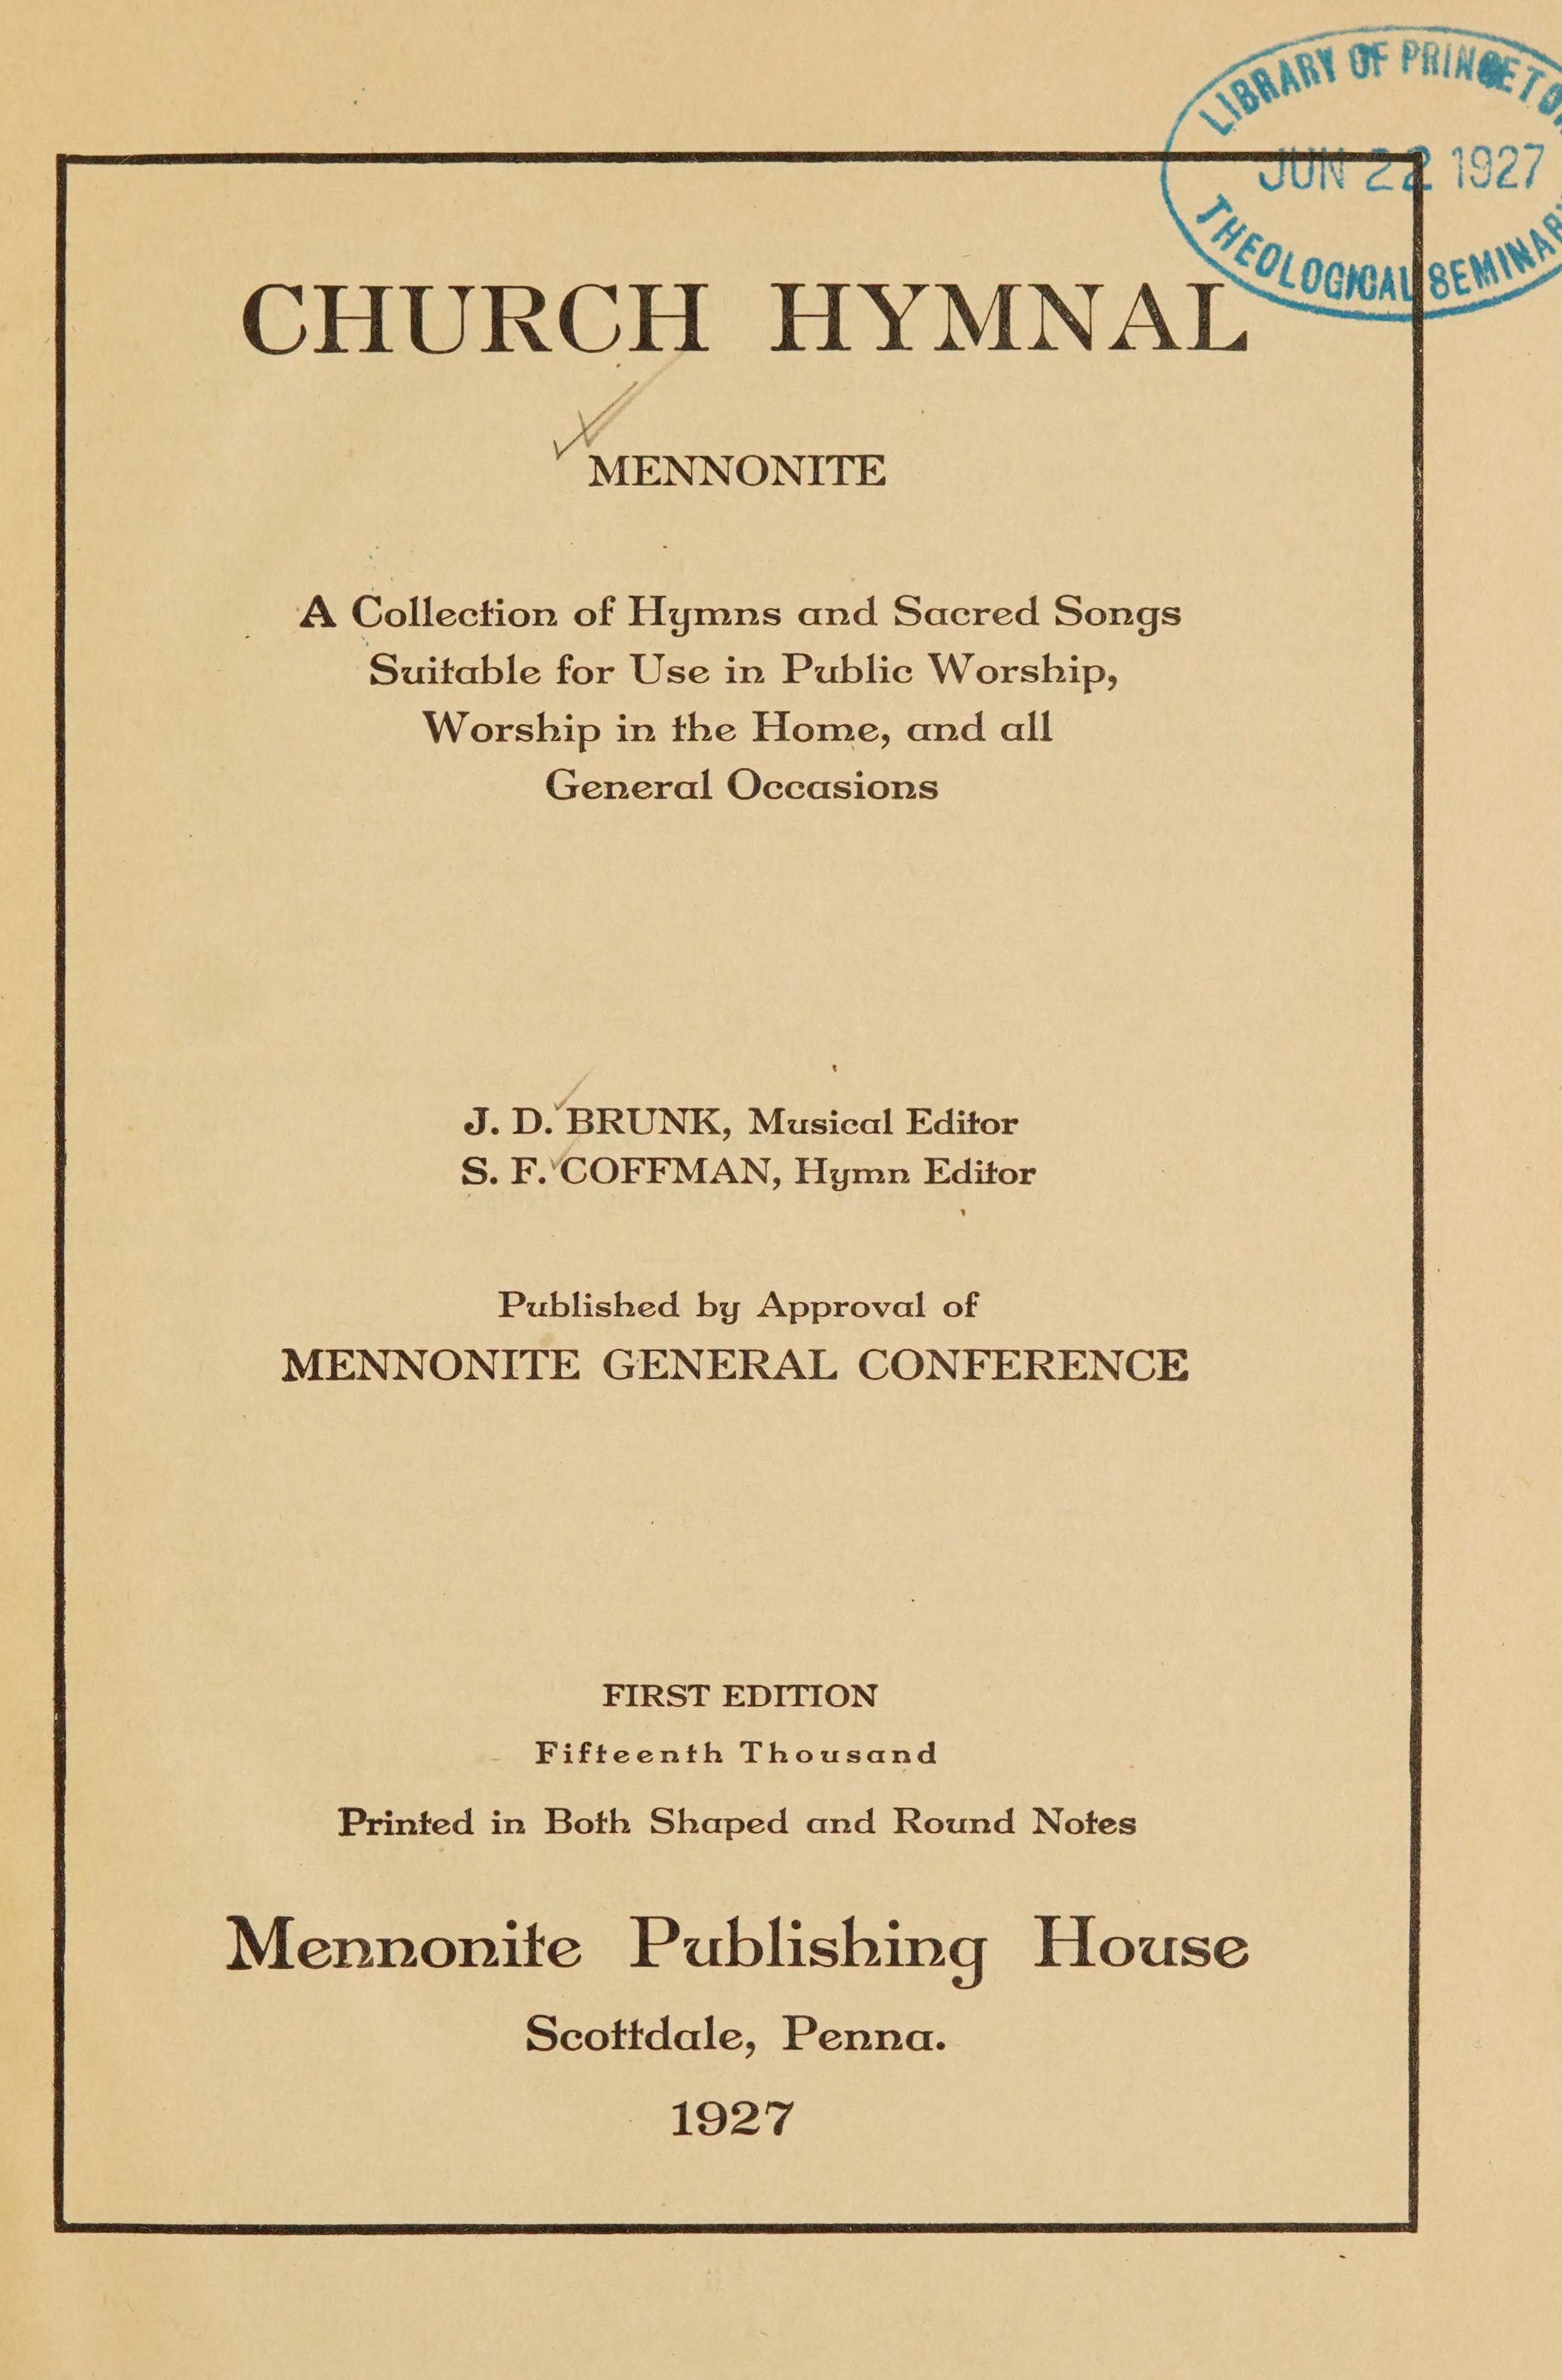 LIBRARY OF PRINCETON
JUN 22 1927
THEOLOGICAL SEMINARY
CHURCH HYMNAL
MENNONITE
A Collection of Hymns and Sacred Songs
Suitable for Use in Public Worship,
Worship in the Home, and all
General Occasions
J. D. BRUNK, Musical Editor
S. F. COFFMAN, Hymn Editor
Published by Approval of
MENNONITE GENERAL CONFERENCE
FIRST EDITION
Fifteenth Thousand
Printed in Both Shaped and Round Notes
Mennonite Publishing House
Scottdale, Penna.
1927